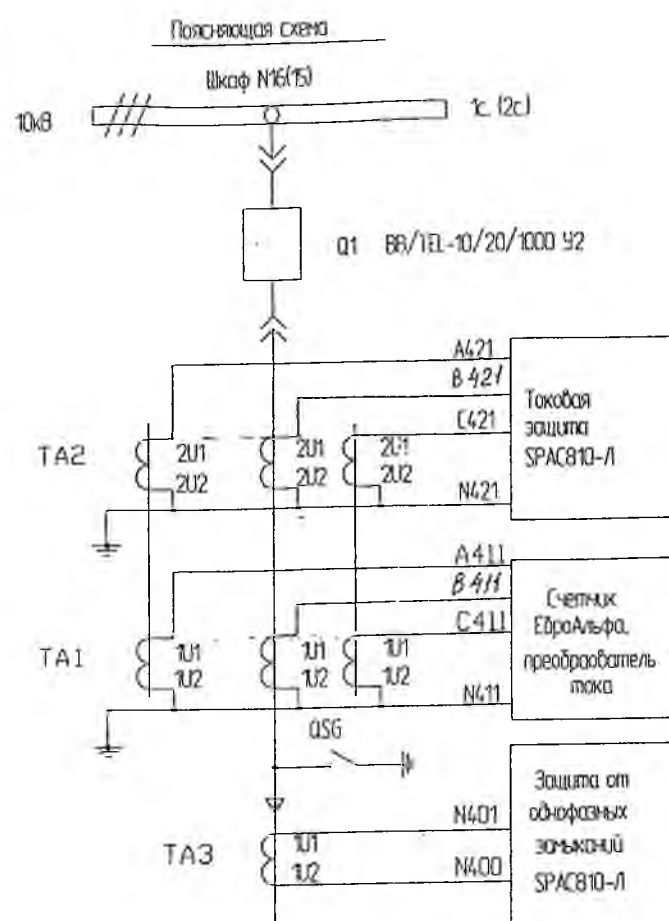 Поясняющая схема
Шкаф N16(15)
10кВ
1с. (2с)
Q1 ВВ/TEL-10/20/1000 У2
A421
B421
C421
N421
Токовая
защита
SPAC810-Л
TA2
2U1
2U2
2U1
2U2
2U1
2U2
A411
B411
C411
N411
Счетчик
ЕвроАльфа,
преобраователь
тока
TA1
1U1
1U2
1U1
1U2
1U1
1U2
QSG
Защита от
однофазных
замыканий
SPAC810-Л
N401
N400
TA3
1U1
1U2